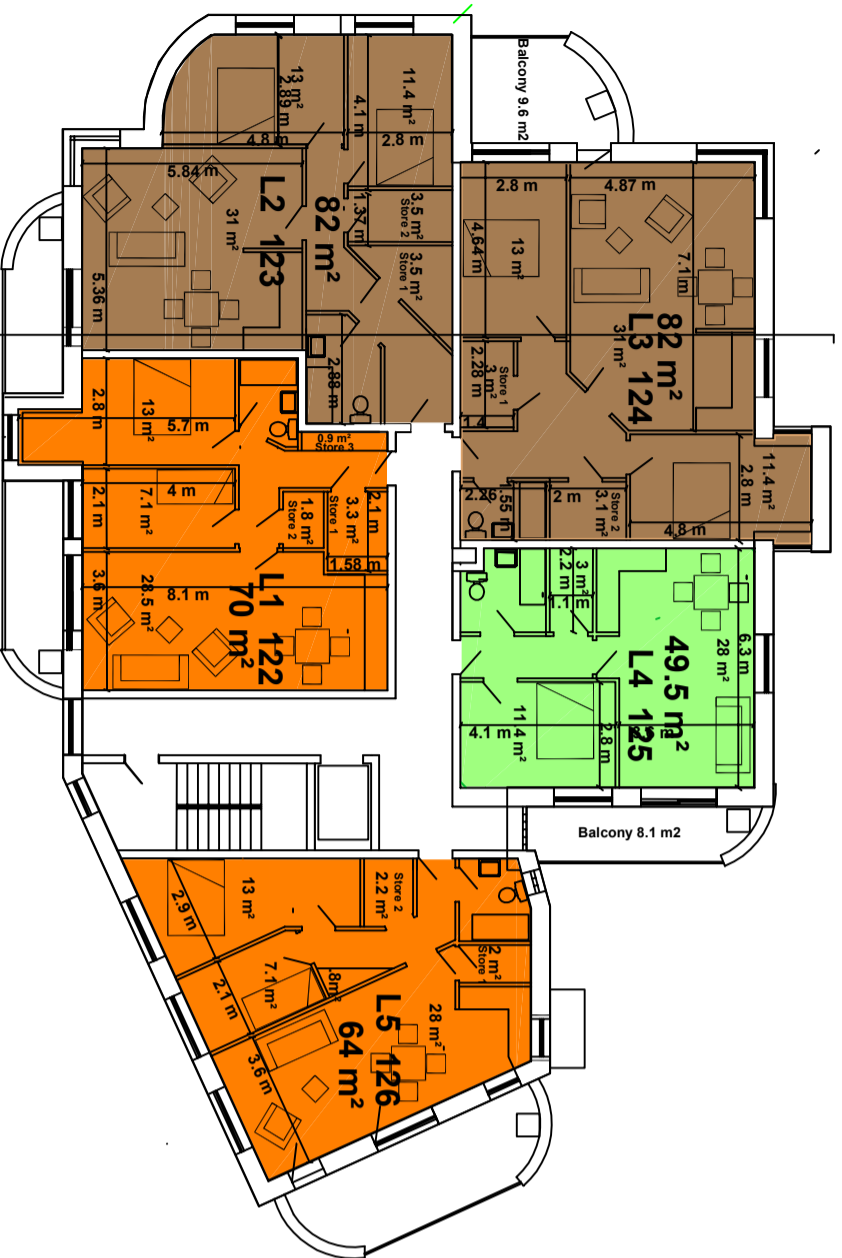 Balcony 9.6 m2
13 m²
2.89 m
4.8 m
11.4 m²
4.1 m
2.8 m
5.84 m
31 m²
5.36 m
L2 123
82 m²
1.37 m
3.5 m²
Store 2
3.5 m²
Store 1
2.88 m
2.8 m
4.87 m
4.64 m
13 m²
7.1 m
82 m²
L3 124
31 m²
2.28 m
3 m²
Store 1
1.4
2.26
.55 m
2 m
3.1 m²
Store 2
4.8 m
2.8 m
11.4 m²
2.8 m
13 m²
5.7 m
0.9 m²
Store 3
2.1 m
7.1 m²
4 m
1.8 m²
Store 2
3.3 m²
Store 1
2.1 m
1.58 m
3.6 m
28.5 m²
8.1 m
L1 122
70 m²
2.2 m
3 m²
1.1
49.5 m²
L4 125
28 m²
6.3 m
4.1 m
11.4 m²
2.8 m
Balcony 8.1 m2
2.9 m
13 m²
2.2 m²
Store 2
2 m²
Store 1
2.1 m
7.1 m²
.8m²
28 m²
L5 126
64 m²
3.6 m